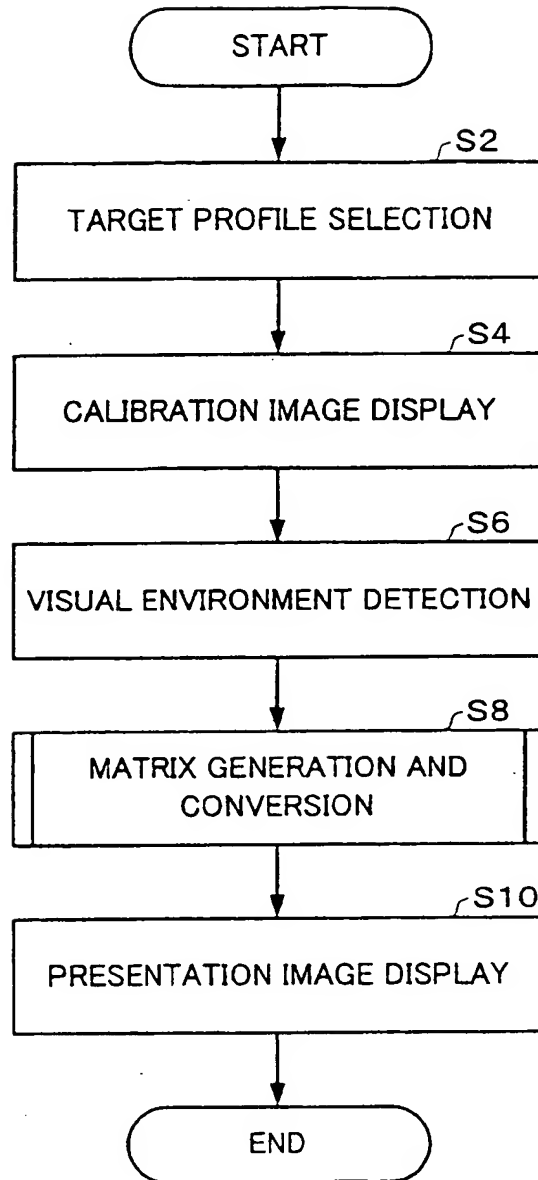 START
S2
TARGET PROFILE SELECTION
S4
CALIBRATION IMAGE DISPLAY
S6
VISUAL ENVIRONMENT DETECTION
S8
MATRIX GENERATION AND
CONVERSION
S10
PRESENTATION IMAGE DISPLAY
END